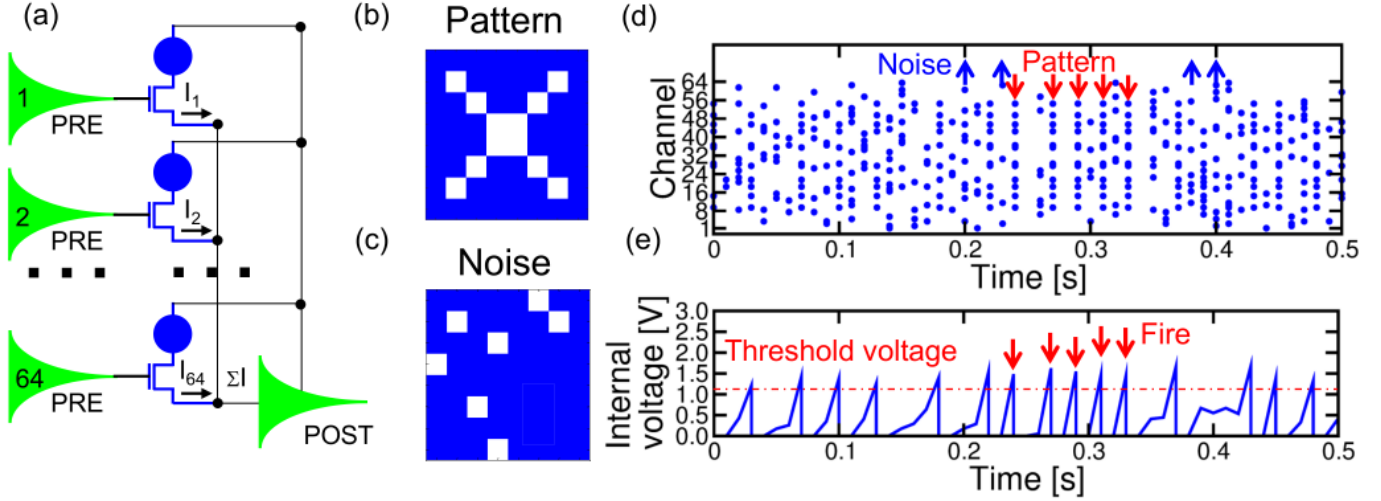 (a)
1
PRE
I1
2
PRE
I2
64
PRE
I64
ΣI
POST
(b)
Pattern
(c)
Noise
(d)
Noise
Pattern
Channel
64
56
48
40
32
24
16
8
1
0
0.1
0.2
0.3
0.4
0.5
Time [s]
(e)
Threshold voltage
Fire
Internal
voltage [V]
3.0
2.5
2.0
1.5
1.0
0.5
0.0
0
0.1
0.2
0.3
0.4
0.5
Time [s]